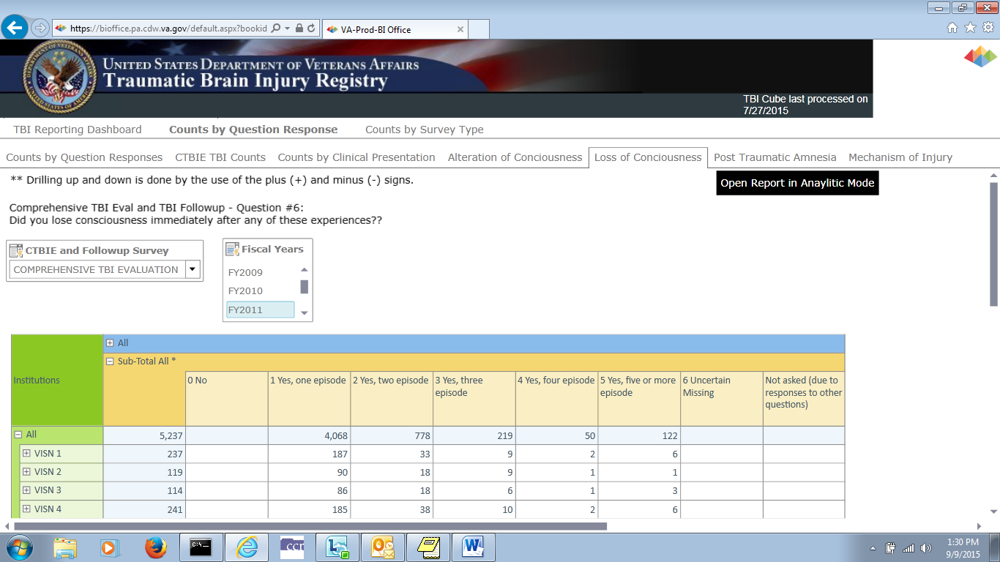 https://bioffice.pa.cdw.va.gov/default.aspx?bookid
VA-Prod-BI Office
UNITED STATES DEPARTMENT OF VETERANS AFFAIRS
Traumatic Brain Injury Registry
TBI Cube last processed on
7/27/2015
TBI Reporting Dashboard Counts by Question Response Counts by Survey Type
Counts by Question Responses CTBIE TBI Counts Counts by Clinical Presentation Alteration of Conciousness Loss of Conciousness Post Traumatic Amnesia Mechanism of Injury
** Drilling up and down is done by the use of the plus (+) and minus (-) signs.
Open Report in Anaylitic Mode
Comprehensive TBI Eval and TBI Followup - Question #6:
Did you lose consciousness immediately after any of these experiences??
CTBIE and Followup Survey
COMPREHENSIVE TBI EVALUATION
Fiscal Years
FY2009
FY2010
FY2011
All
Sub-Total All *
Institutions
0 No
1 Yes, one episode
2 Yes, two episode
3 Yes, three
episode
4 Yes, four episode
5 Yes, five or more
episode
6 Uncertain
Missing
Not asked (due to
responses to other
questions)
All 5,237 4,068 778 219 50 122
VISN 1 237 187 33 9 2 6
VISN 2 119 90 18 9 1 1
VISN 3 114 86 18 6 1 3
VISN 4 241 185 38 10 2 6
1:30 PM
9/9/2015